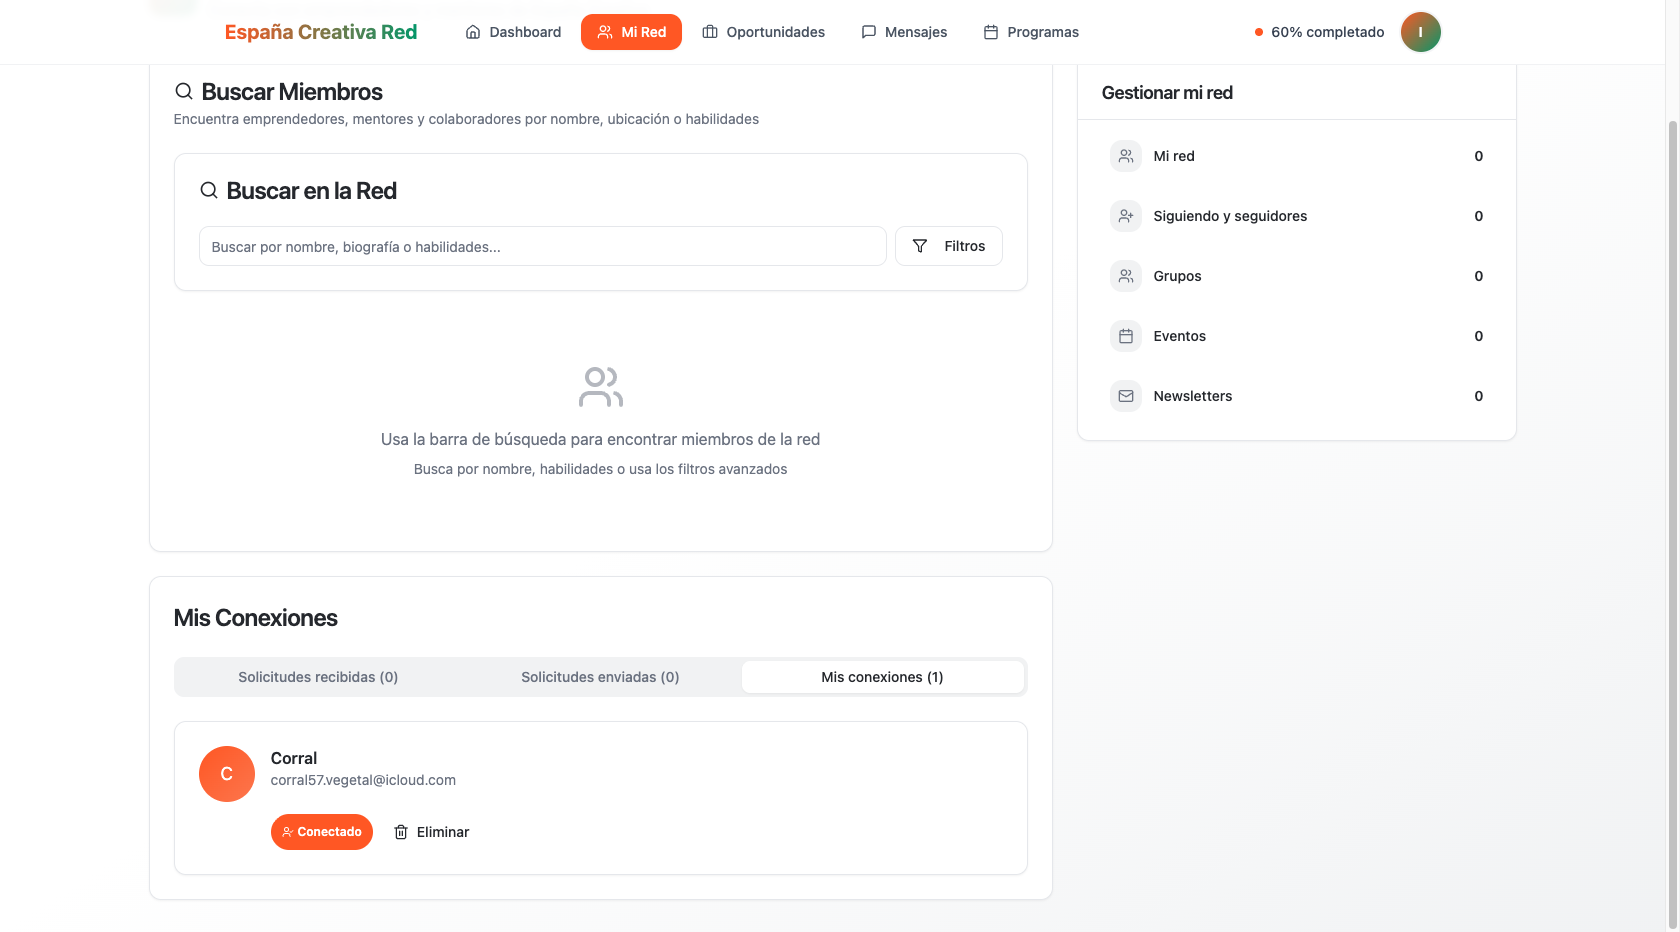 España Creativa Red
Dashboard
Mi Red
Oportunidades
Mensajes
Programas
60% completado
I
Buscar Miembros
Encuentra emprendedores, mentores y colaboradores por nombre, ubicación o habilidades
Buscar en la Red
Buscar por nombre, biografía o habilidades...
Filtros
Usa la barra de búsqueda para encontrar miembros de la red
Busca por nombre, habilidades o usa los filtros avanzados
Gestionar mi red
Mi red 0
Siguiendo y seguidores 0
Grupos 0
Eventos 0
Newsletters 0
Mis Conexiones
Solicitudes recibidas (0)
Solicitudes enviadas (0)
Mis conexiones (1)
C
Corral
corral57.vegetal@icloud.com
Conectado
Eliminar